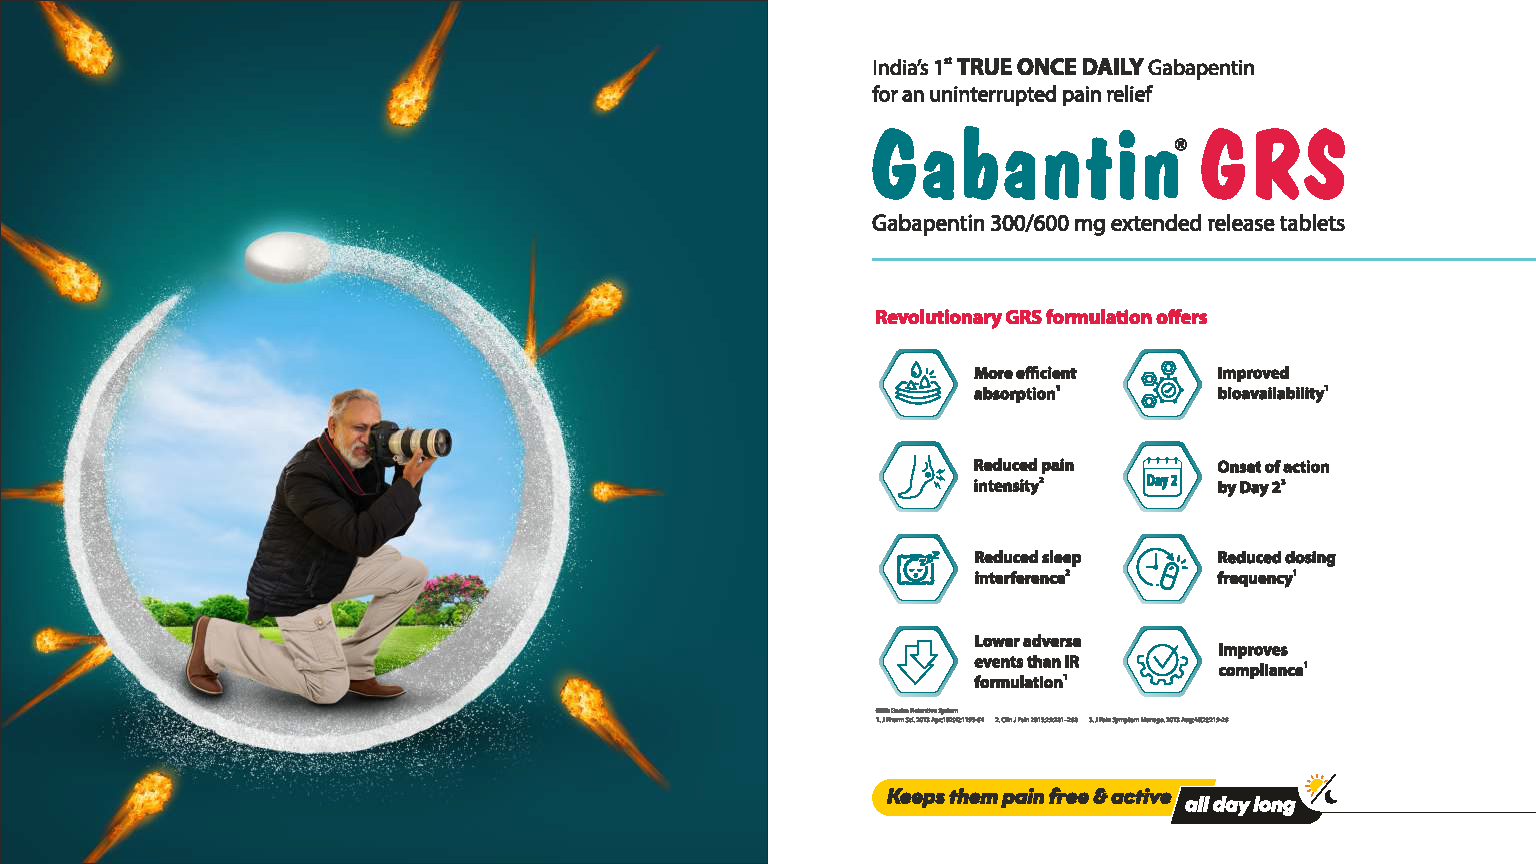 India's 1st TRUE ONCE DAILY Gabapentin
for an uninterrupted pain relief
Gabantin® GRS
Gabapentin 300/600 mg extended release tablets
Revolutionary GRS formulation offers
More efficient
absorption¹
Improved
bioavailability¹
Reduced pain
intensity²
Day 2
Onset of action
by Day 2³
Reduced sleep
interference²
Reduced dosing
frequency¹
Lower adverse
events than IR
formulation¹
Improves
compliance¹
Keeps them pain free & active
all day long